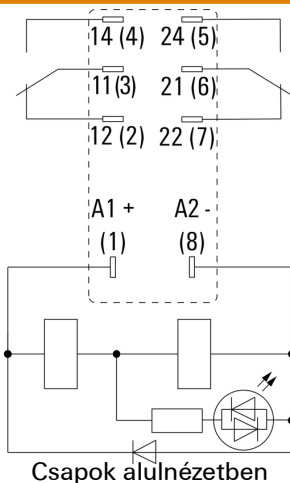 14 (4) 24 (5)
11(3) 21 (6)
12 (2) 22 (7)
A1 + A2 -
(1) (8)
Csapok alulnézetben